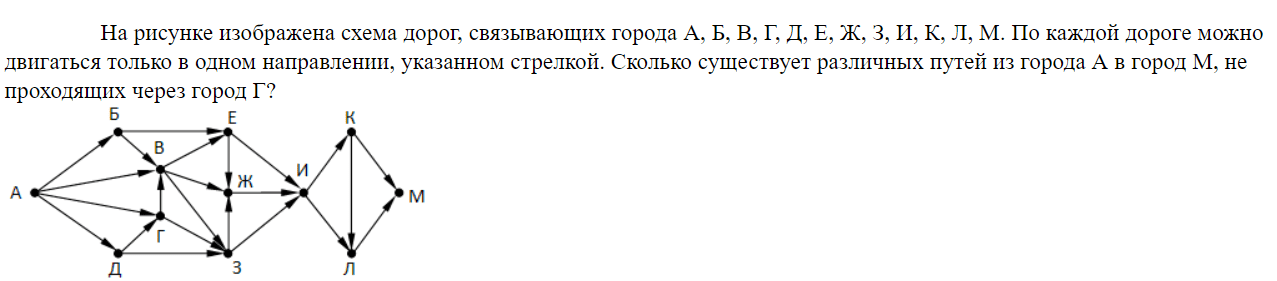 На рисунке изображена схема дорог, связывающих города А, Б, В, Г, Д, Е, Ж, З, И, К, Л, М. По каждой дороге можно
двигаться только в одном направлении, указанном стрелкой. Сколько существует различных путей из города А в город М, не
проходящих через город Г?
Б Е К
В
И
Ж
А М
Г
Д З Л